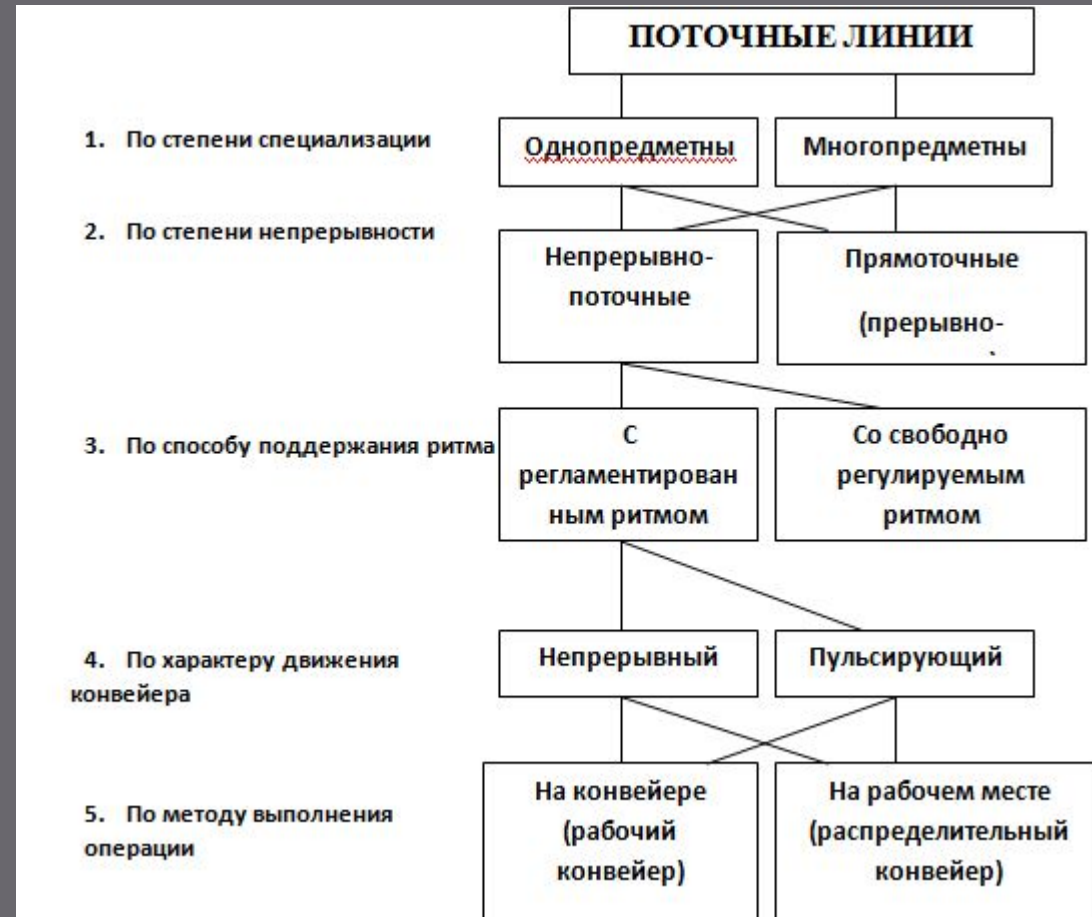 ПОТОЧНЫЕ ЛИНИИ
1. По степени специализации
Однопредметны
Многопредметны
2. По степени непрерывности
Непрерывно-
поточные
Прямоточные
(прерывно-
3. По способу поддержания ритма
С
регламентирован
ным ритмом
Со свободно
регулируемым
ритмом
4. По характеру движения
конвейера
Непрерывный
Пульсирующий
5. По методу выполнения
операции
На конвейере
(рабочий
конвейер)
На рабочем месте
(распределительный
конвейер)